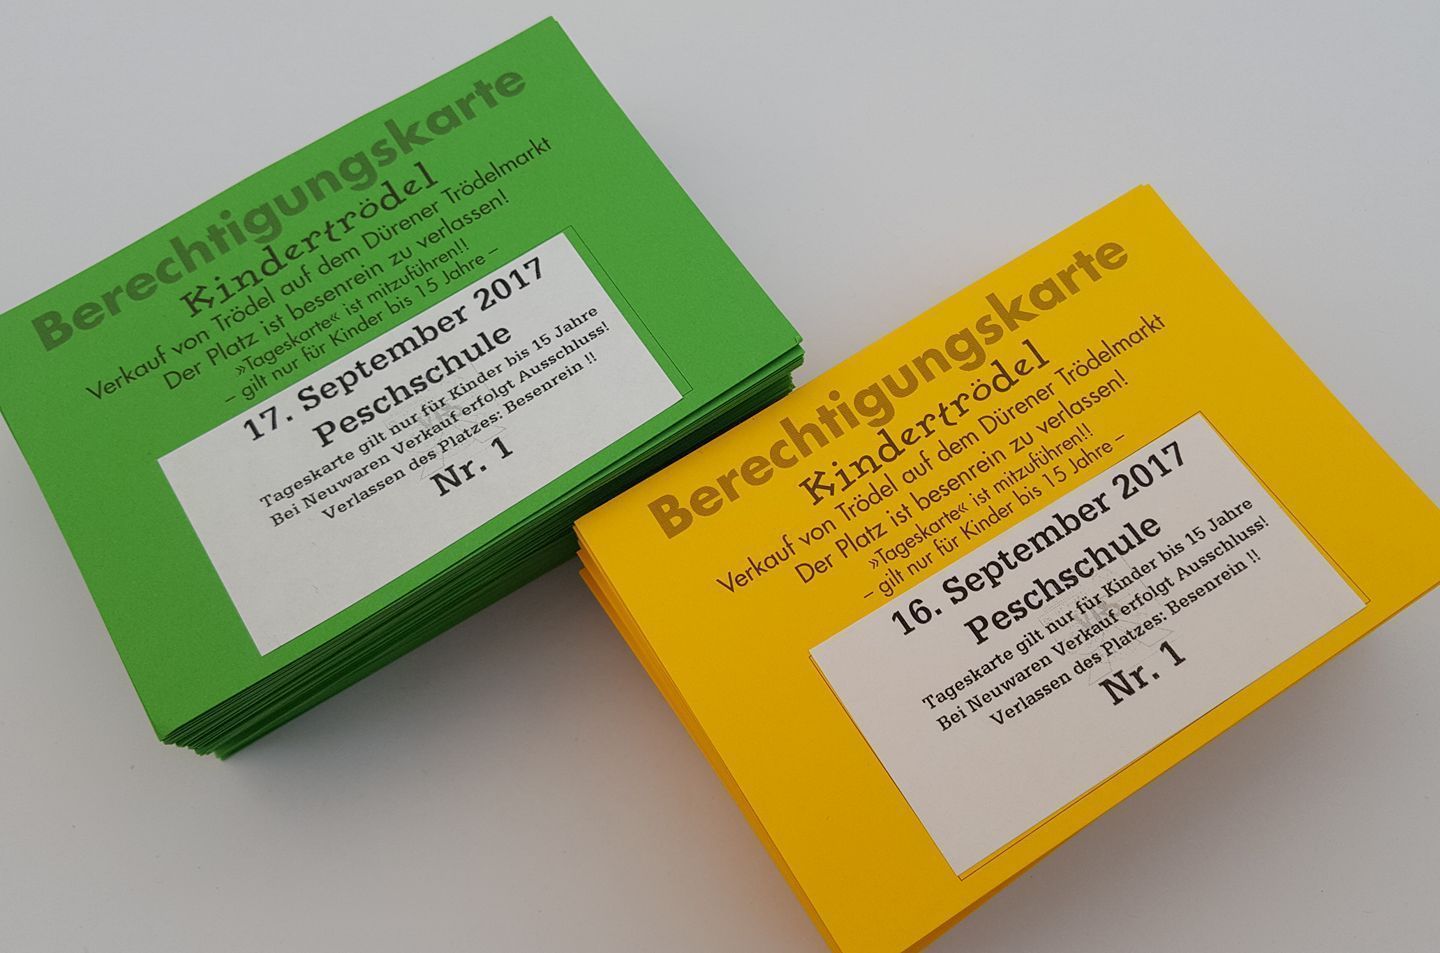 Berechtigungskarte
Kindertrödel
Verkauf von Trödel auf dem Dürener Trödelmarkt
Der Platz ist besenrein zu verlassen!
»Tageskarte« ist mitzuführen!!
– gilt nur für Kinder bis 15 Jahre –
17. September 2017
Peschschule
Tageskarte gilt nur für Kinder bis 15 Jahre
Bei Neuwaren Verkauf erfolgt Ausschluss!
Verlassen des Platzes: Besenrein !!
Nr. 1
Berechtigungskarte
Kindertrödel
Verkauf von Trödel auf dem Dürener Trödelmarkt
Der Platz ist besenrein zu verlassen!
»Tageskarte« ist mitzuführen!!
– gilt nur für Kinder bis 15 Jahre –
16. September 2017
Peschschule
Tageskarte gilt nur für Kinder bis 15 Jahre
Bei Neuwaren Verkauf erfolgt Ausschluss!
Verlassen des Platzes: Besenrein !!
Nr. 1